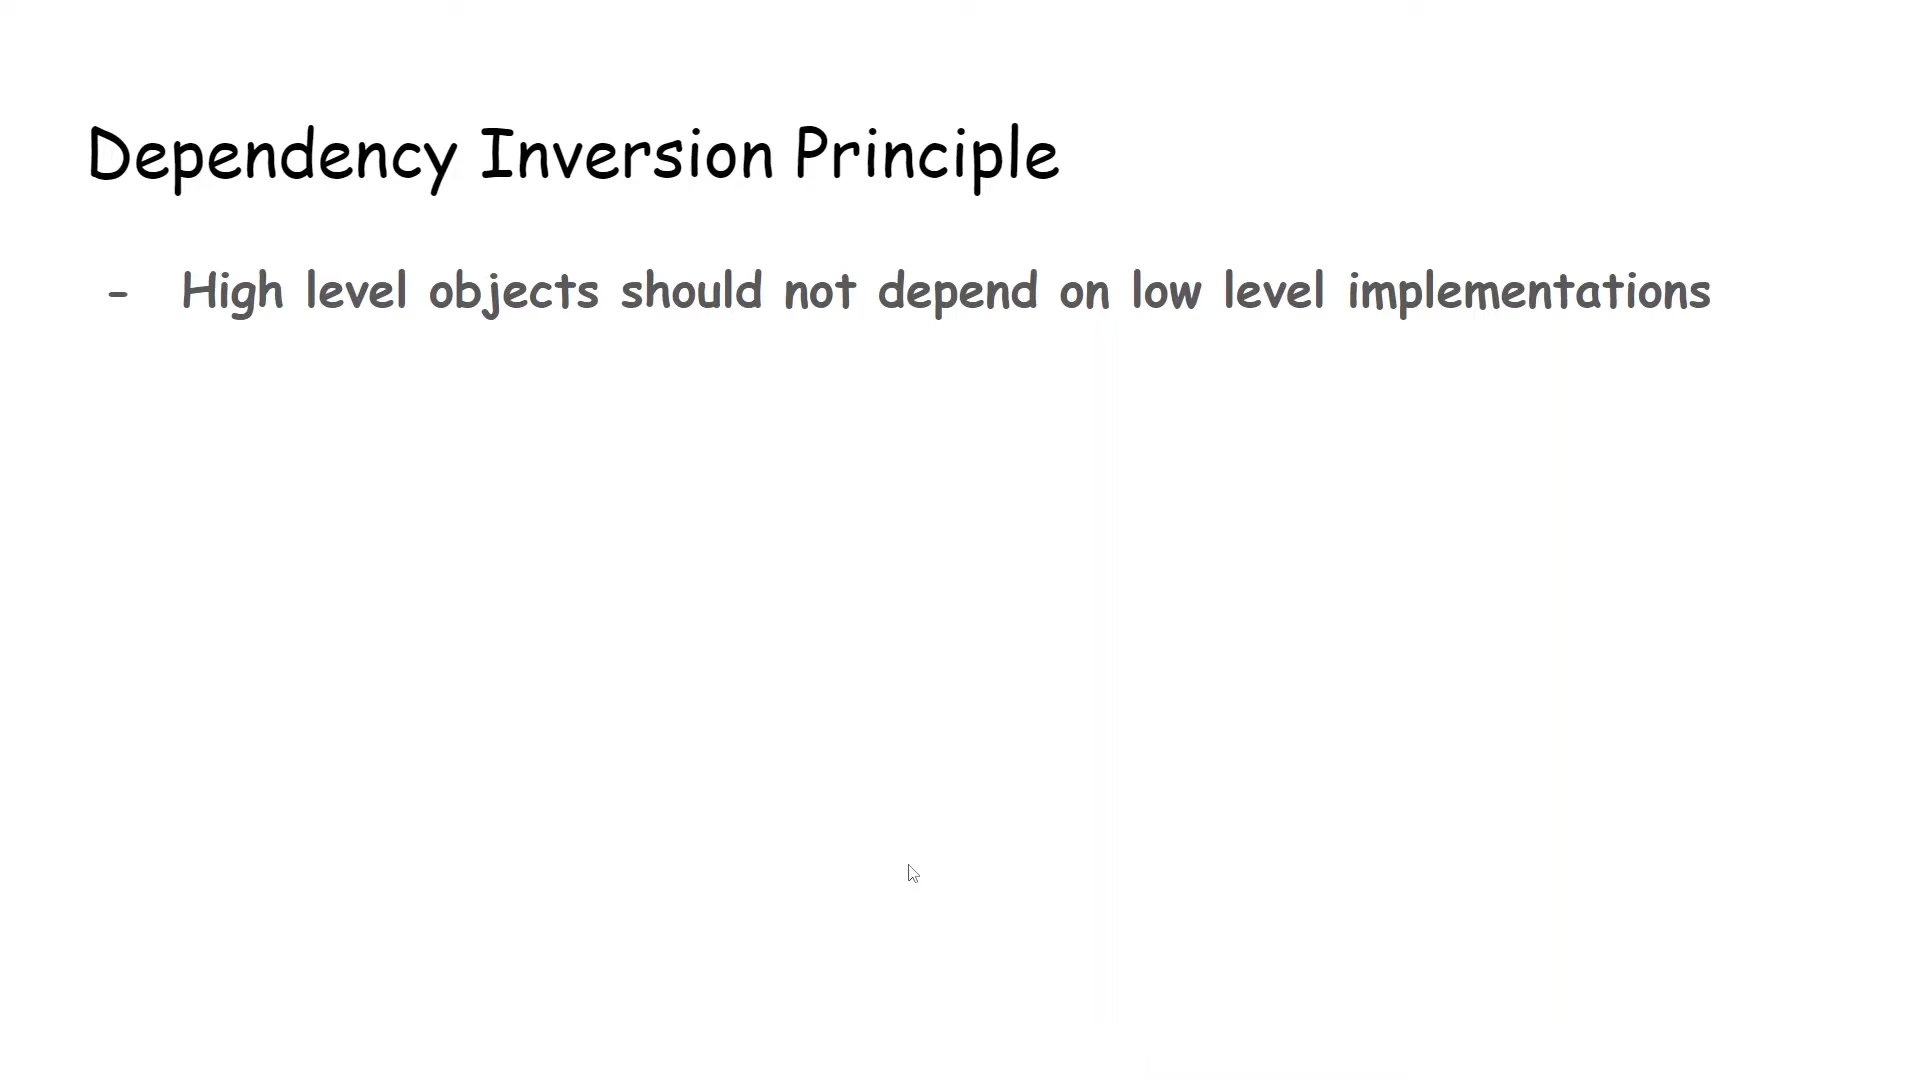 Dependency Inversion Principle
- High level objects should not depend on low level implementations